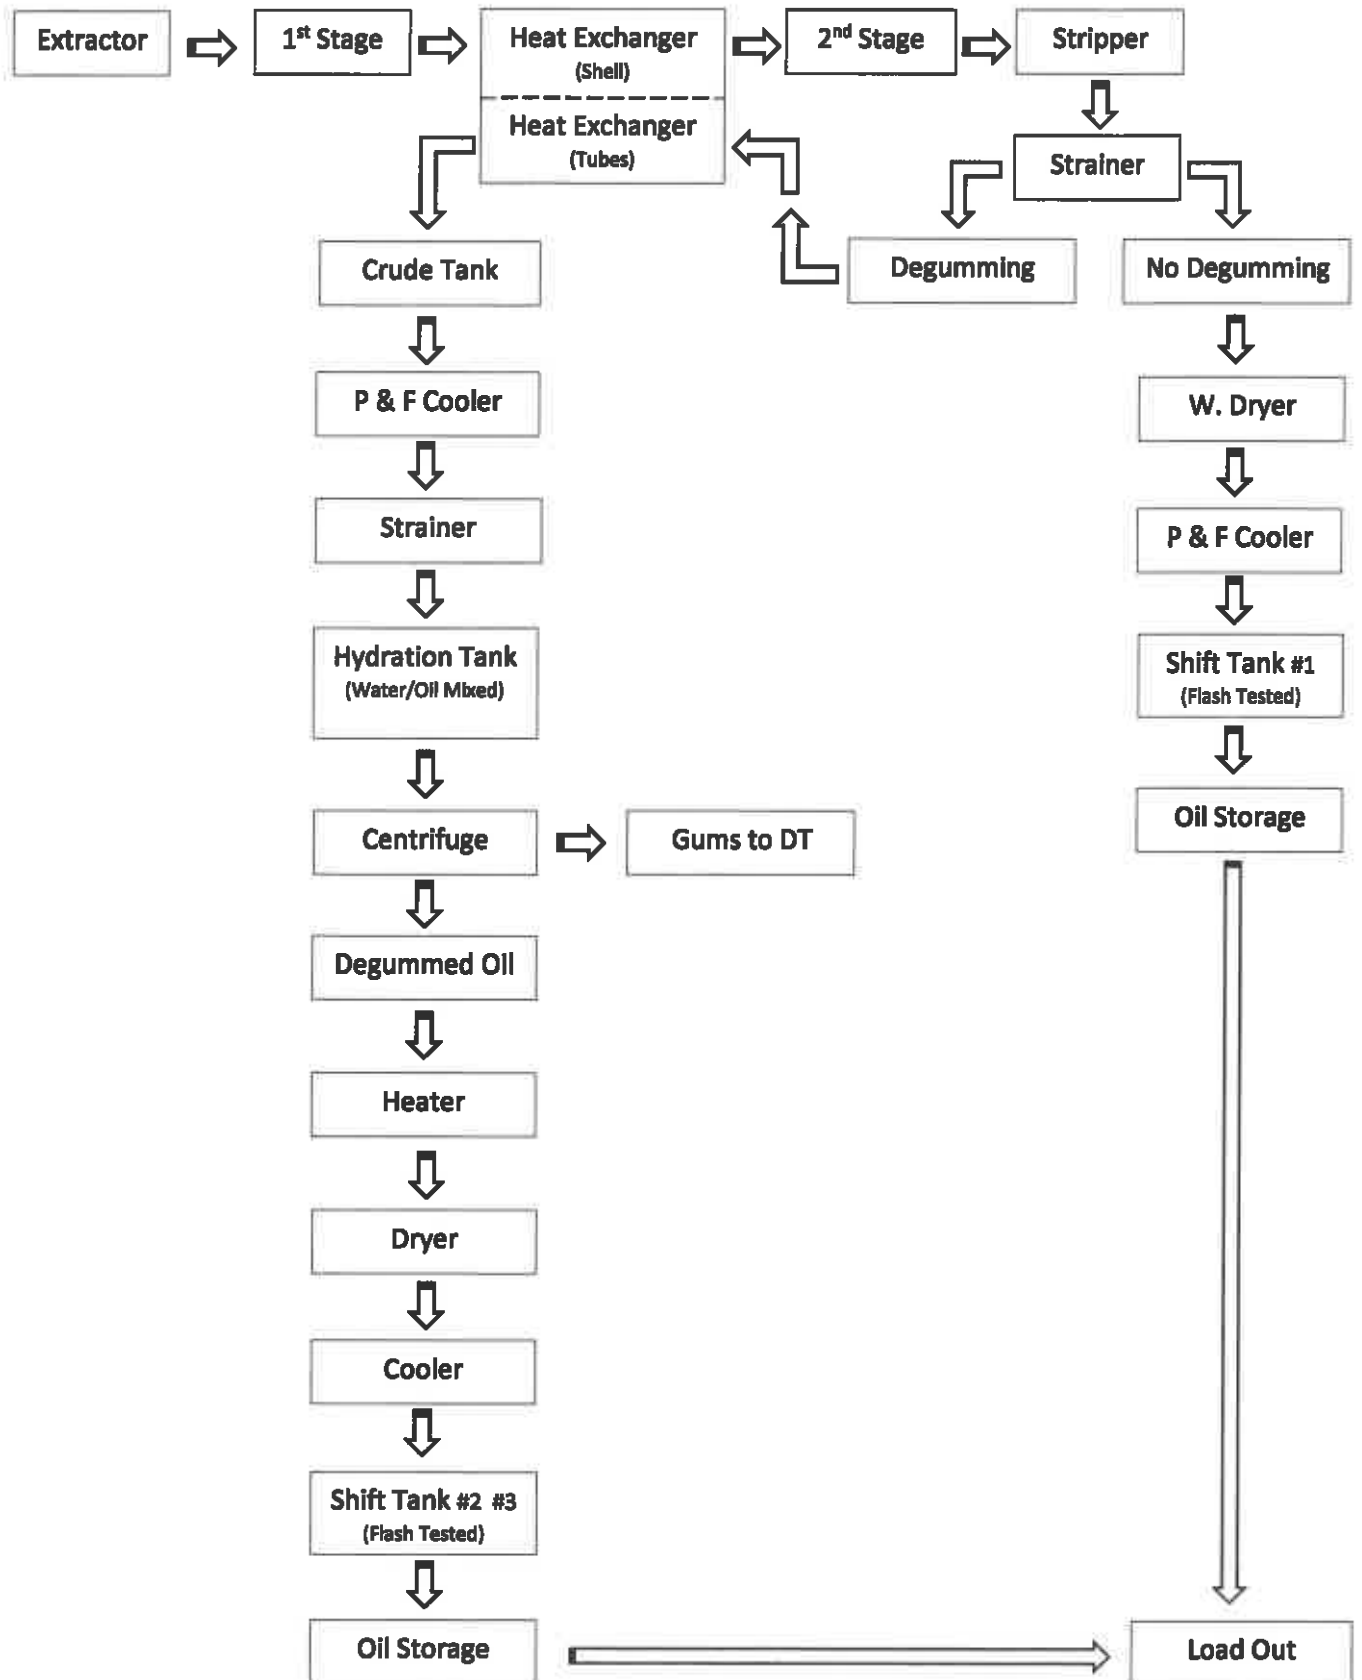 Extractor
1st Stage
Heat Exchanger
(Shell)
2nd Stage
Stripper
Heat Exchanger
(Tubes)
Strainer
Crude Tank
Degumming
No Degumming
P & F Cooler
W. Dryer
Strainer
P & F Cooler
Hydration Tank
(Water/Oil Mixed)
Shift Tank #1
(Flash Tested)
Centrifuge
Gums to DT
Oil Storage
Degummed Oil
Heater
Dryer
Cooler
Shift Tank #2 #3
(Flash Tested)
Oil Storage
Load Out